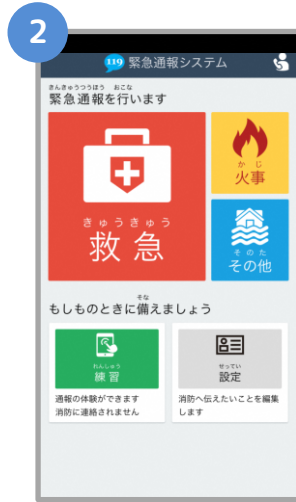 2
119 緊急通報システム
きんきゅうつうほう おこな
緊急通報を行います
きゅうきゅう
救急
かじ
火事
そのた
その他
そな
もしものときに備えましょう
れんしゅう
練習
せってい
設定
通報の体験ができます
消防に連絡されません
消防へ伝えたいことを編集
します